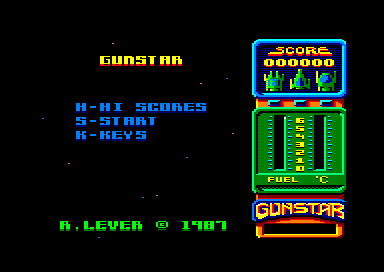 GUNSTAR
H-HI SCORES
S-START
K-KEYS
R.LEVER © 1987
SCORE
000000
6
5
4
3
2
1
0
FUEL °C
GUNSTAR